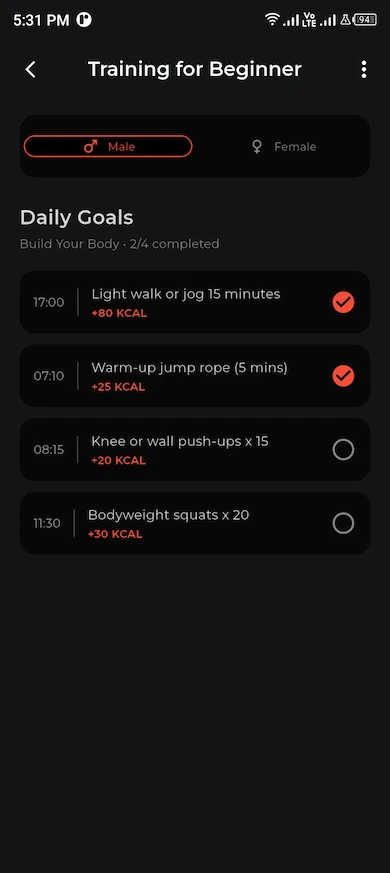 5:31 PM
Vo
LTE
94
Training for Beginner
Male
Female
Daily Goals
Build Your Body • 2/4 completed
17:00
Light walk or jog 15 minutes
+80 KCAL
07:10
Warm-up jump rope (5 mins)
+25 KCAL
08:15
Knee or wall push-ups x 15
+20 KCAL
11:30
Bodyweight squats x 20
+30 KCAL